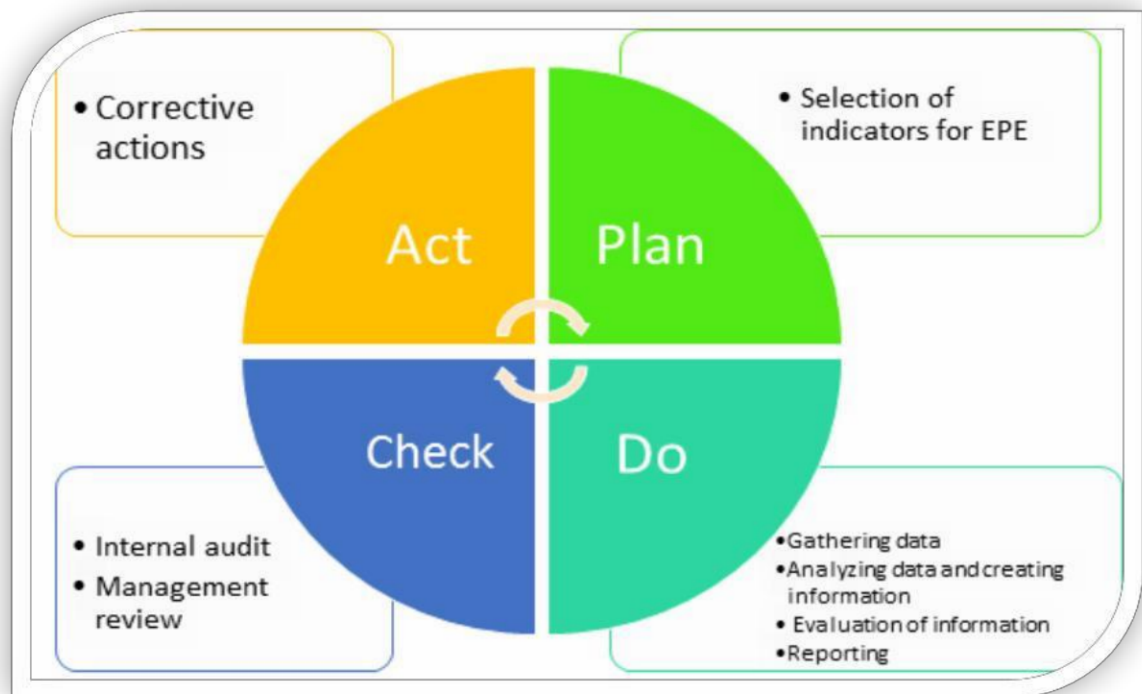 • Corrective
actions
• Selection of
indicators for EPE
Act
Plan
Check
Do
• Internal audit
• Management
review
•Gathering data
•Analyzing data and creating
information
• Evaluation of information
•Reporting